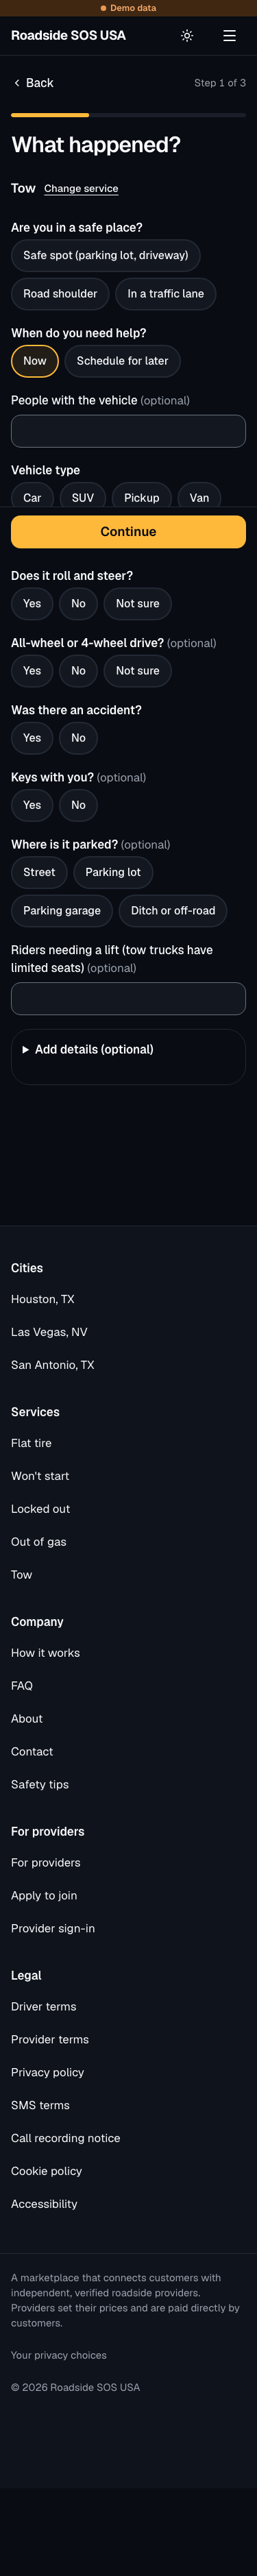 Demo data
Roadside SOS USA
Back
Step 1 of 3
What happened?
Tow Change service
Are you in a safe place?
Safe spot (parking lot, driveway)
Road shoulder
In a traffic lane
When do you need help?
Now
Schedule for later
People with the vehicle (optional)
Vehicle type
Car
SUV
Pickup
Van
Continue
Does it roll and steer?
Yes
No
Not sure
All-wheel or 4-wheel drive? (optional)
Yes
No
Not sure
Was there an accident?
Yes
No
Keys with you? (optional)
Yes
No
Where is it parked? (optional)
Street
Parking lot
Parking garage
Ditch or off-road
Riders needing a lift (tow trucks have
limited seats) (optional)
Add details (optional)
Cities
Houston, TX
Las Vegas, NV
San Antonio, TX
Services
Flat tire
Won't start
Locked out
Out of gas
Tow
Company
How it works
FAQ
About
Contact
Safety tips
For providers
For providers
Apply to join
Provider sign-in
Legal
Driver terms
Provider terms
Privacy policy
SMS terms
Call recording notice
Cookie policy
Accessibility
A marketplace that connects customers with
independent, verified roadside providers.
Providers set their prices and are paid directly by
customers.
Your privacy choices
© 2026 Roadside SOS USA